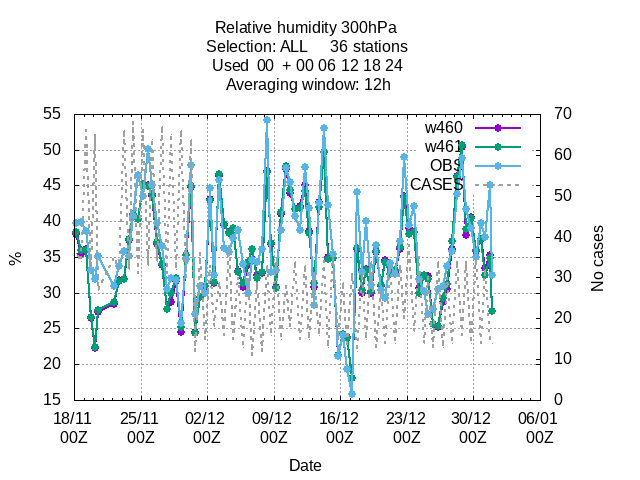 Relative humidity 300hPa
Selection: ALL 36 stations
Used 00 + 00 06 12 18 24
Averaging window: 12h
55 70
50 60
45 50
40 40
35 30
30 20
25 10
20 0
15
w460
w461
OBS
CASES
%
No cases
18/11 25/11 02/12 09/12 16/12 23/12 30/12 06/01
00Z 00Z 00Z 00Z 00Z 00Z 00Z 00Z
Date